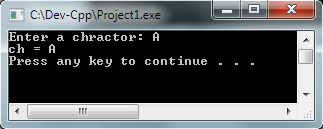 C:\Dev-Cpp\Project1.exe
Enter a chractor: A
ch = A
Press any key to continue . . .